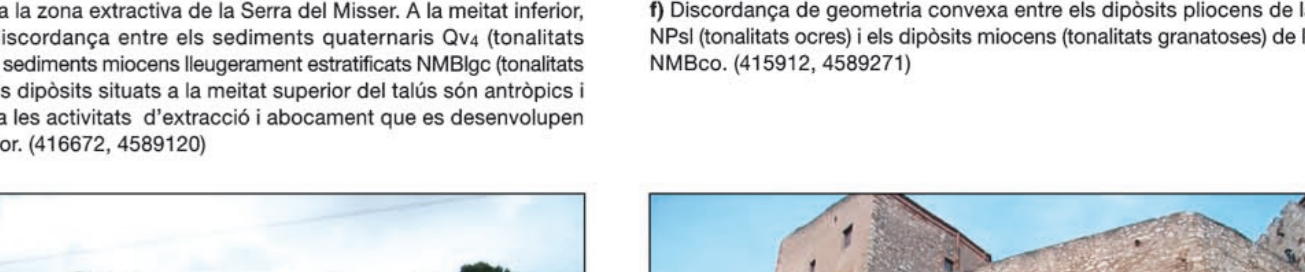 a la zona extractiva de la Serra del Misser. A la meitat inferior,
discordança entre els sediments quaternaris Qv4 (tonalitats
sediments miocens lleugerament estratificats NMBlgc (tonalitats
s dipòsits situats a la meitat superior del talús són antròpics i
a les activitats d'extracció i abocament que es desenvolupen
or. (416672, 4589120)
f) Discordança de geometria convexa entre els dipòsits pliocens de l
NPsl (tonalitats ocres) i els dipòsits miocens (tonalitats granatoses) de l
NMBco. (415912, 4589271)